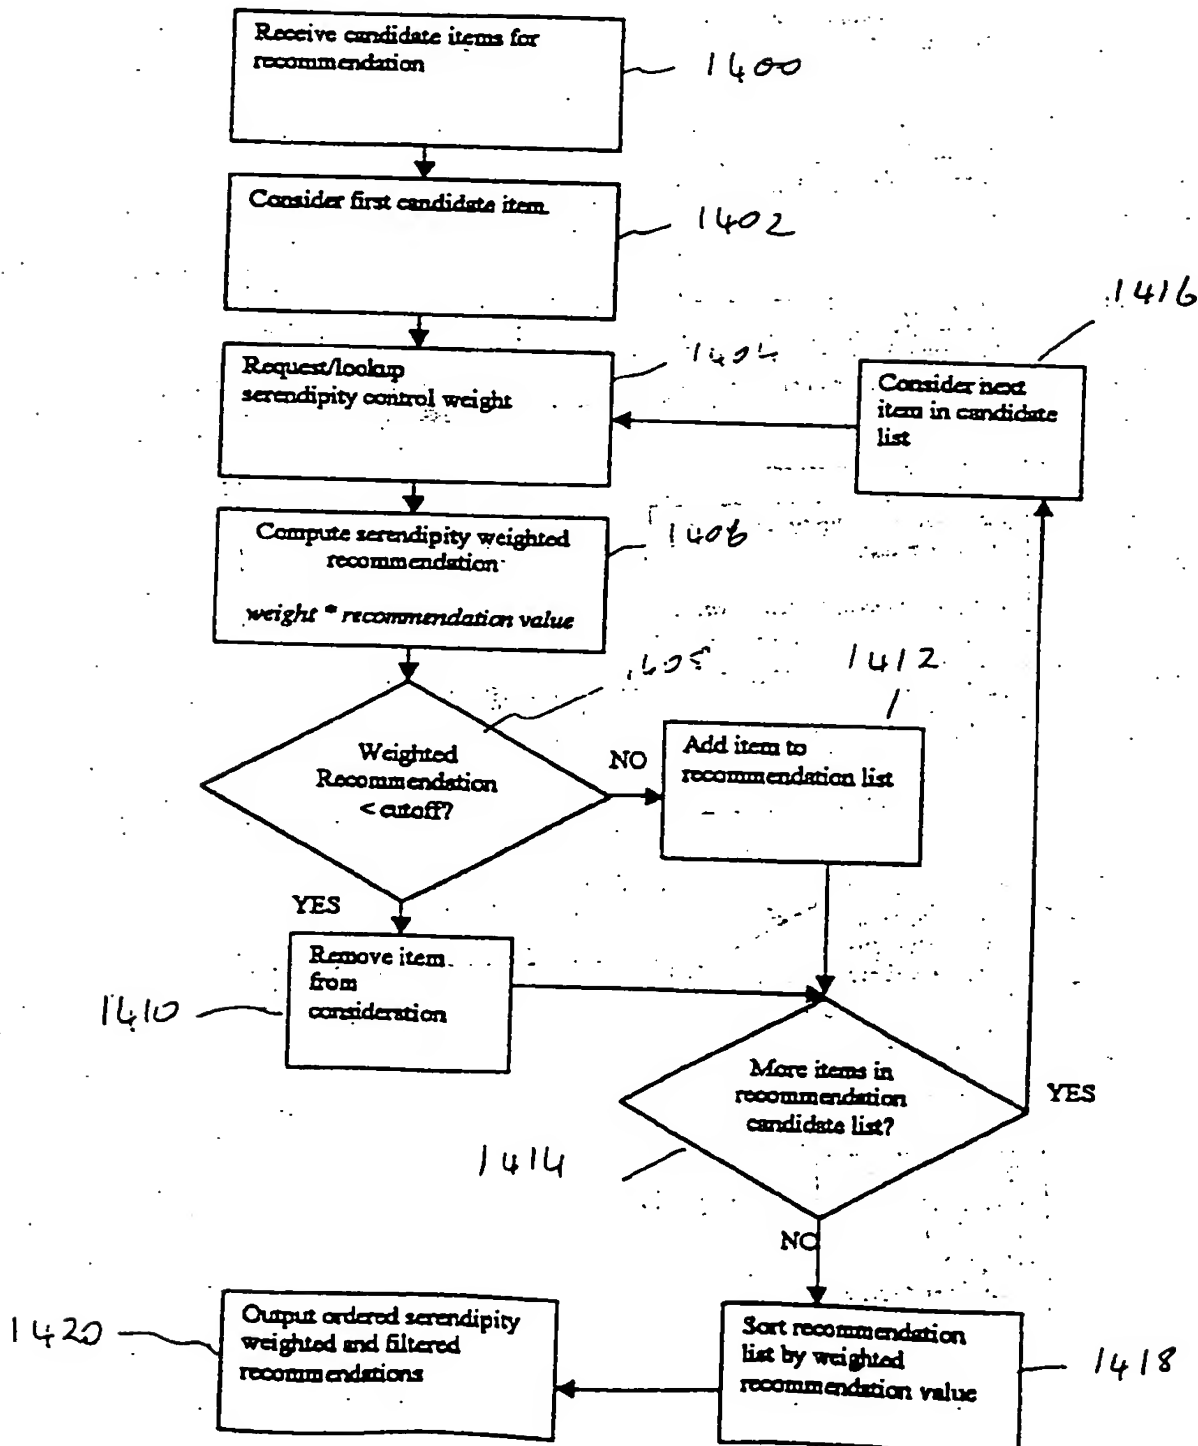 Receive candidate items for
recommendation
1400
Consider first candidate item.
1402
1416
Request/lookup
serendipity control weight
Consider next
item in candidate
list
Compute serendipity weighted
recommendation
weight * recommendation value
1406
1412
Weighted
Recommendation
< cutoff?
NO
Add item to
recommendation list
YES
Remove item
from
consideration
1410
More items in
recommendation
candidate list?
YES
1414
NO
1420
Output ordered serendipity
weighted and filtered
recommendations
Sort recommendation
list by weighted
recommendation value
1418